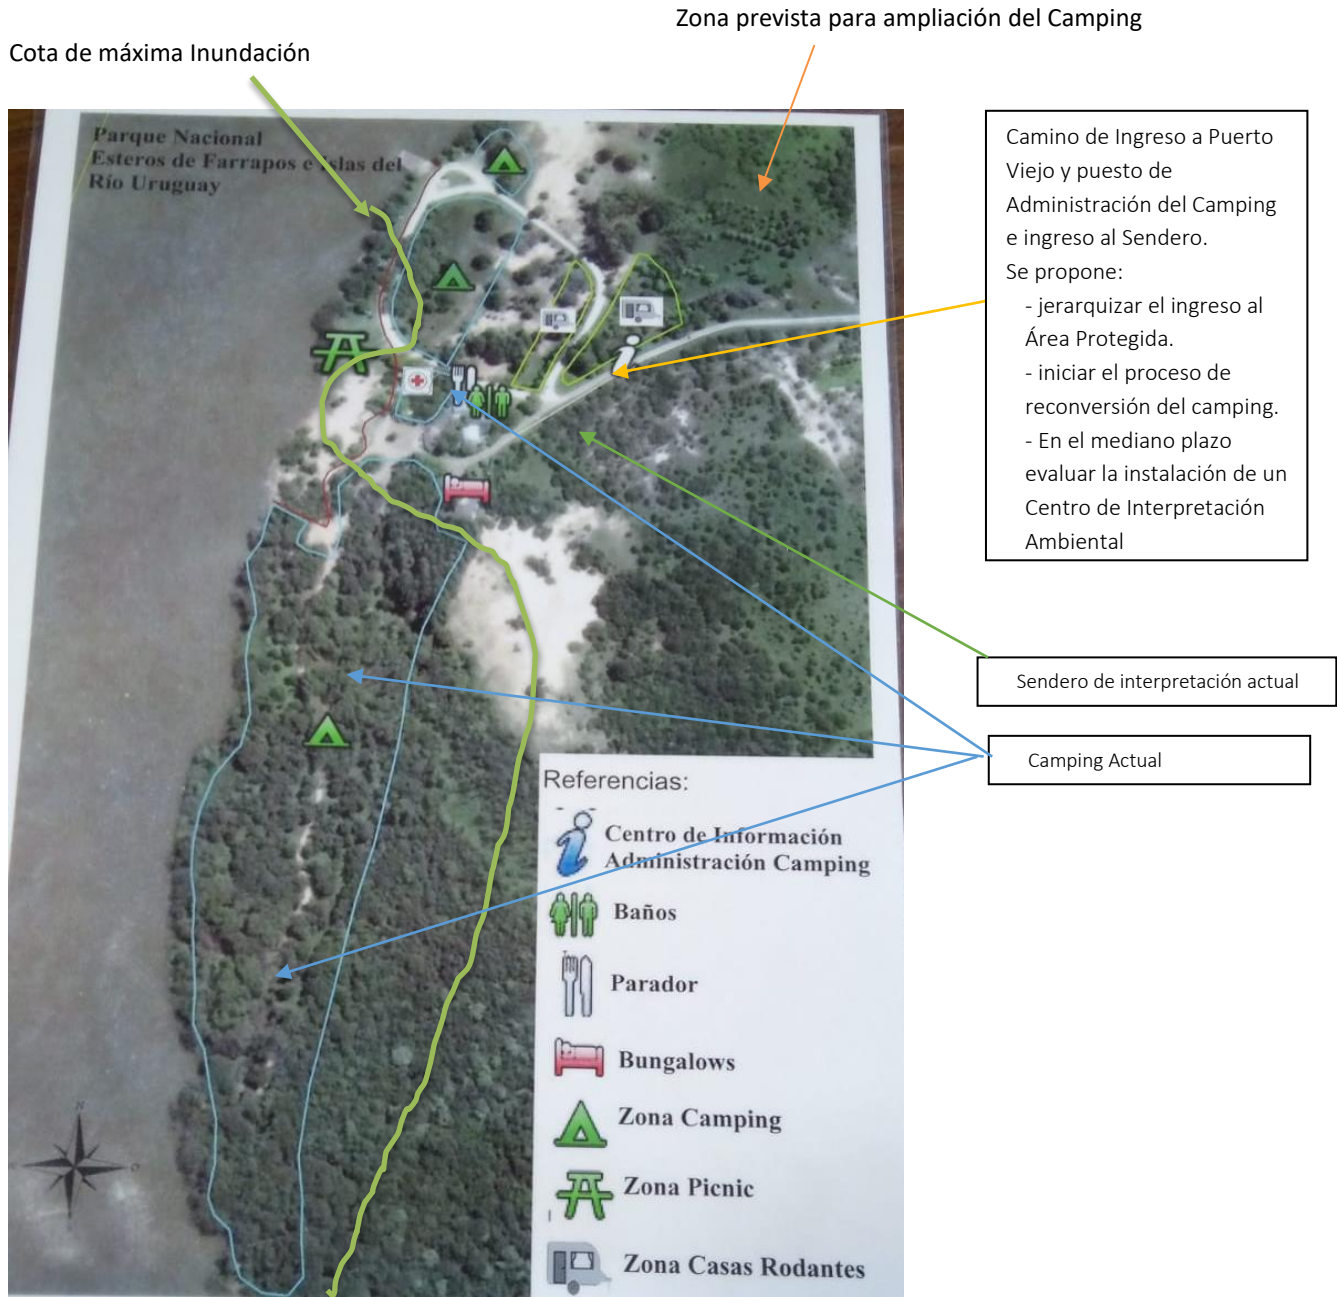 Zona prevista para ampliación del Camping
Cota de máxima Inundación
Parque Nacional
Esteros de Farrapos e Islas del
Río Uruguay
Camino de Ingreso a Puerto
Viejo y puesto de
Administración del Camping
e ingreso al Sendero.
Se propone:
- jerarquizar el ingreso al
Área Protegida.
- iniciar el proceso de
reconversión del camping.
- En el mediano plazo
evaluar la instalación de un
Centro de Interpretación
Ambiental
Sendero de interpretación actual
Camping Actual
Referencias:
Centro de Información
Administración Camping
Baños
Parador
Bungalows
Zona Camping
Zona Picnic
Zona Casas Rodantes
N
O